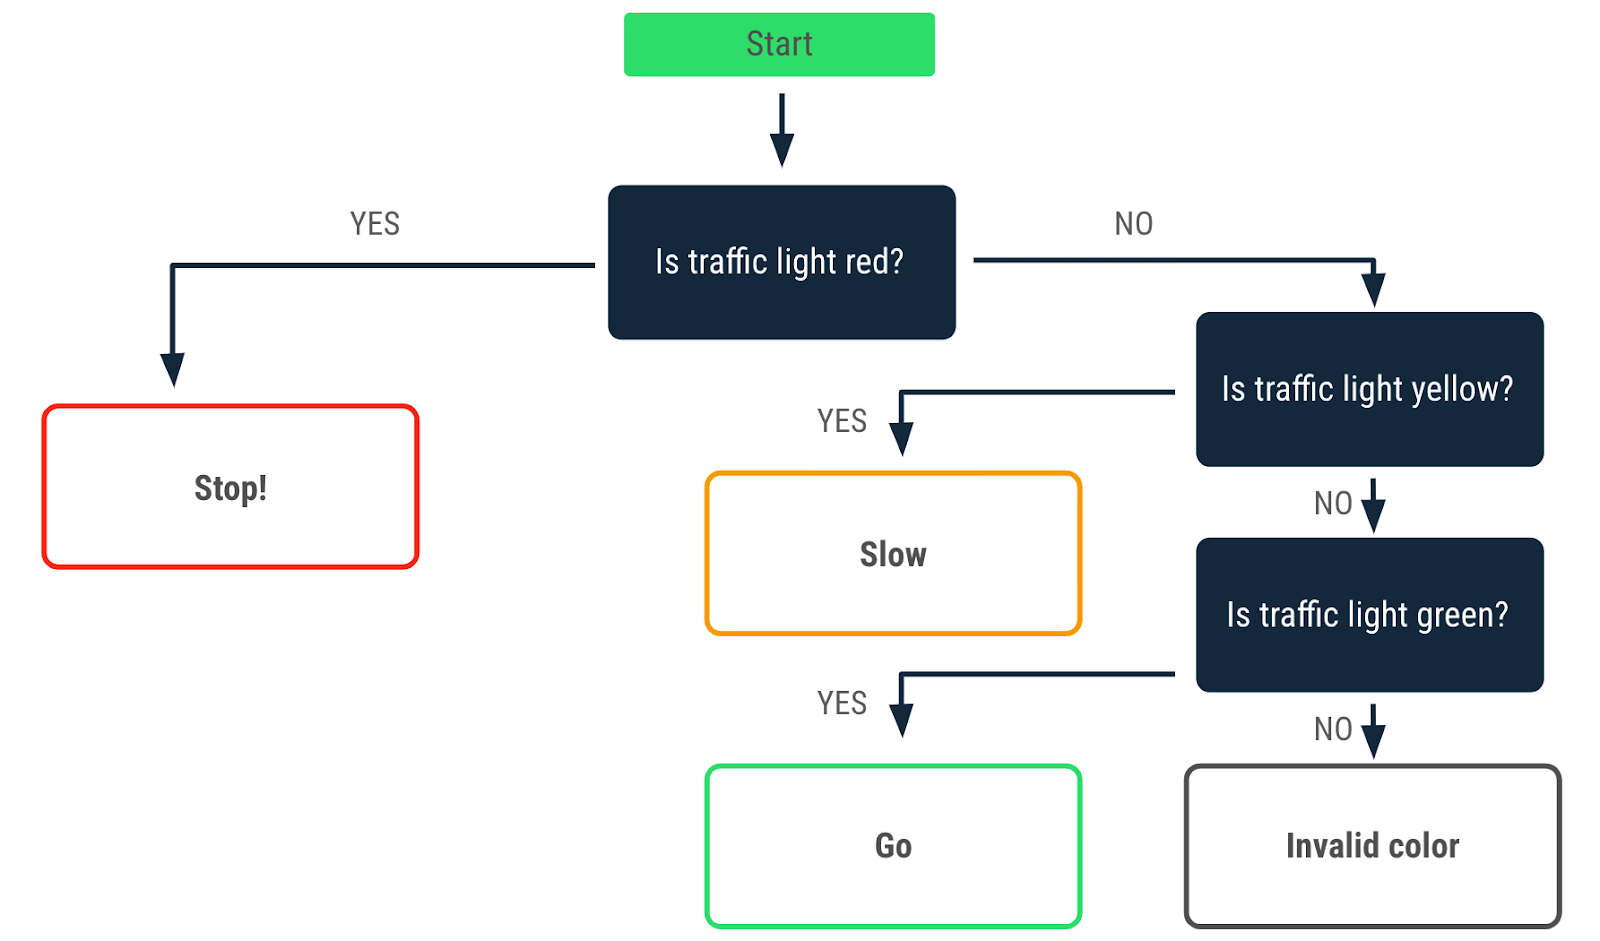 Start
YES
NO
Is traffic light red?
Is traffic light yellow?
YES
Stop!
NO
Slow
Is traffic light green?
YES
NO
Go
Invalid color